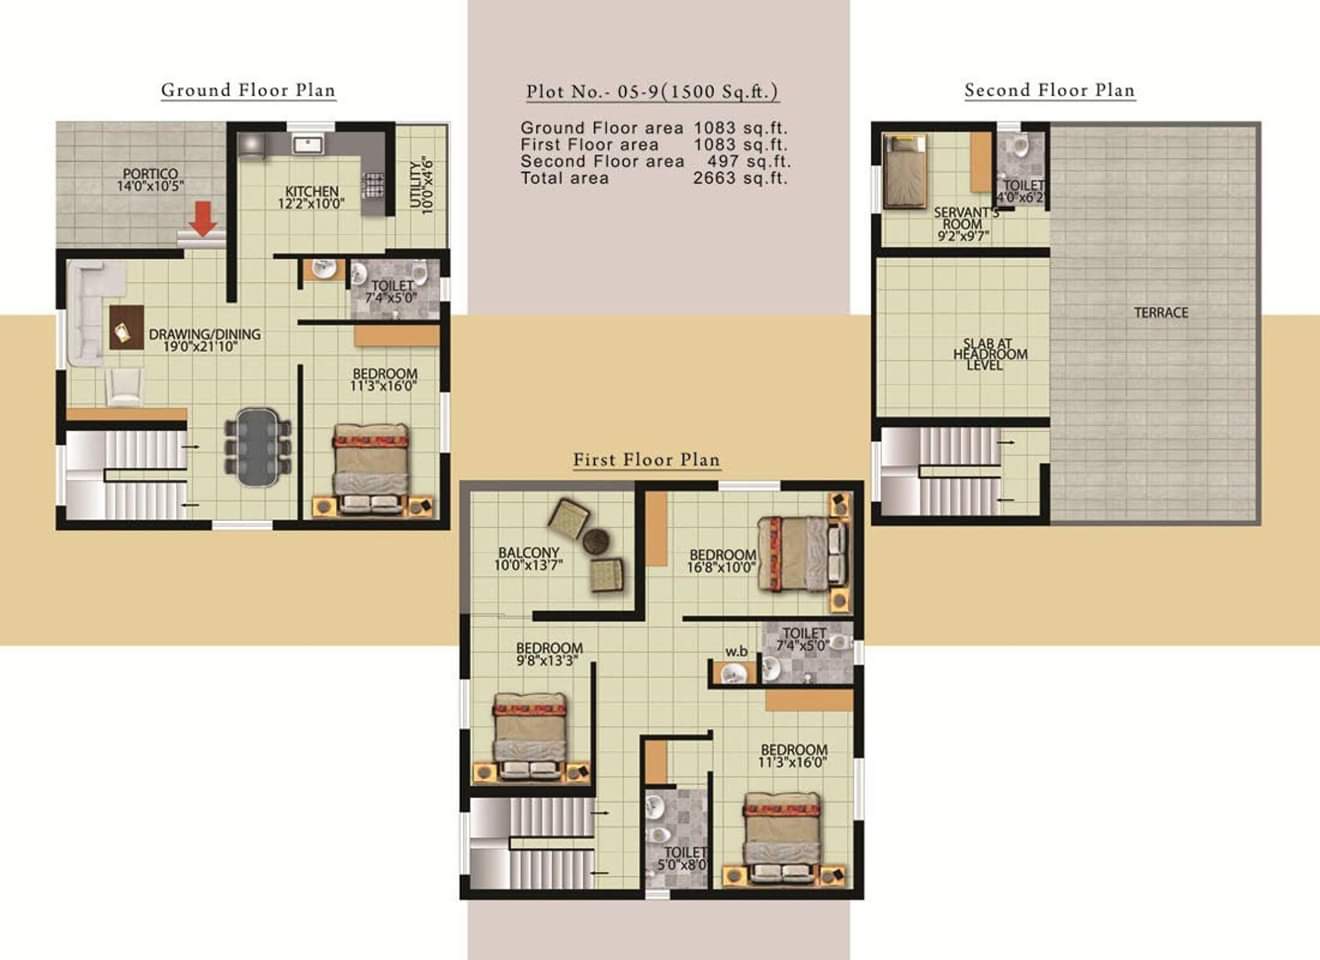 Ground Floor Plan
PORTICO
14'0"x10'5"
KITCHEN
12'2"x10'0"
UTILITY
10'0"x4'6"
TOILET
7'4"x5'0"
DRAWING/DINING
19'0"x21'10"
BEDROOM
11'3"x16'0"
Plot No.- 05-9(1500 Sq.ft.)
Ground Floor area 1083 sq.ft.
First Floor area 1083 sq.ft.
Second Floor area 497 sq.ft.
Total area 2663 sq.ft.
First Floor Plan
BALCONY
10'0"x13'7"
BEDROOM
16'8"x10'0"
BEDROOM
9'8"x13'3"
w.b
TOILET
7'4"x5'0"
BEDROOM
11'3"x16'0"
TOILET
5'0"x8'0"
Second Floor Plan
TOILET
4'0"x6'2"
SERVANT'S
ROOM
9'2"x9'7"
SLAB AT
HEADROOM
LEVEL
TERRACE